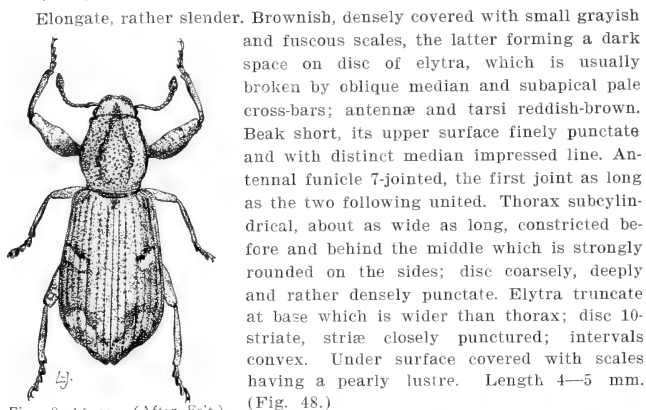 Elongate, rather slender. Brownish, densely covered with small grayish
and fuscous scales, the latter forming a dark
space on disc of elytra, which is usually
broken by oblique median and subapical pale
cross-bars; antennæ and tarsi reddish-brown.
Beak short, its upper surface finely punctate
and with distinct median impressed line. An-
tennal funicle 7-jointed, the first joint as long
as the two following united. Thorax subcylin-
drical, about as wide as long, constricted be-
fore and behind the middle which is strongly
rounded on the sides; disc coarsely, deeply
and rather densely punctate. Elytra truncate
at base which is wider than thorax; disc 10-
striate, striæ closely punctured; intervals
convex. Under surface covered with scales
having a pearly lustre. Length 4—5 mm.
(Fig. 48.)
(After